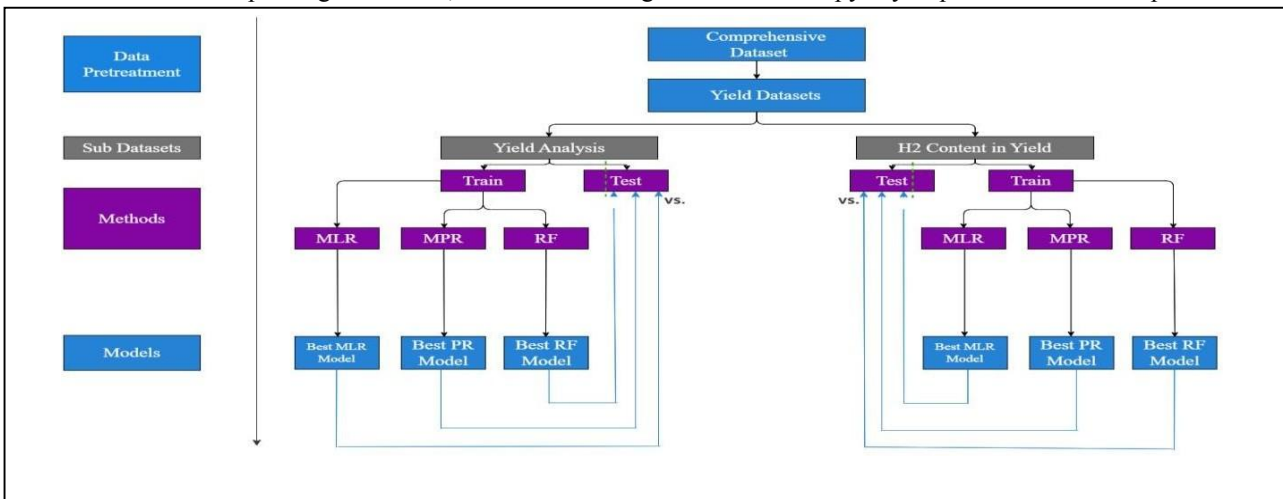 Comprehensive
Dataset
Data
Pretreatment
Yield Datasets
Sub Datasets
Yield Analysis
H2 Content in Yield
Train
Test
Test
Train
vs.
vs.
Methods
MLR
MPR
RF
MLR
MPR
RF
Models
Best MLR
Model
Best PR
Model
Best RF
Model
Best MLR
Model
Best PR
Model
Best RF
Model